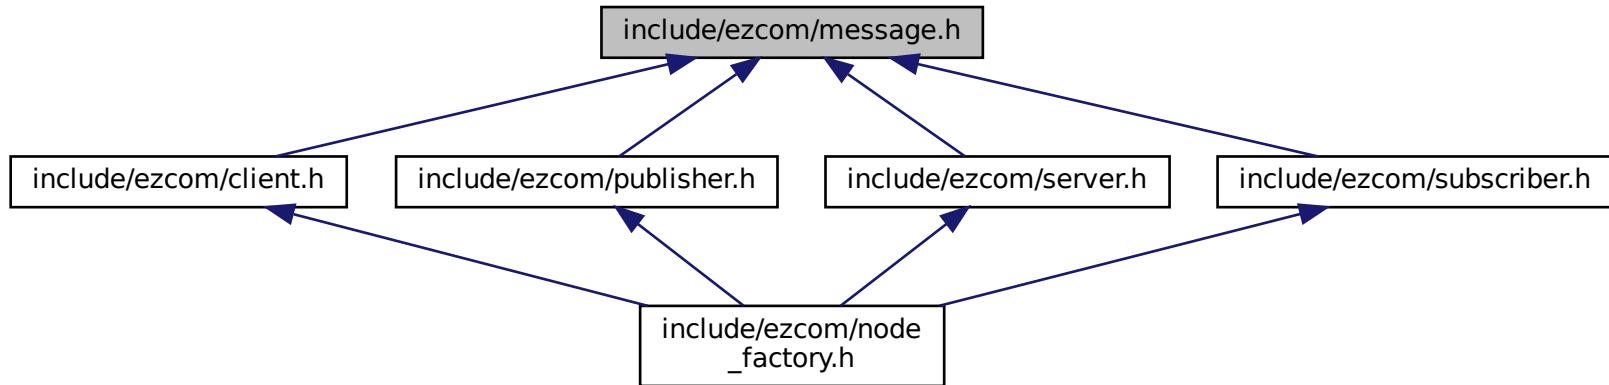 include/ezcom/message.h
include/ezcom/client.h
include/ezcom/publisher.h
include/ezcom/server.h
include/ezcom/subscriber.h
include/ezcom/node
_factory.h